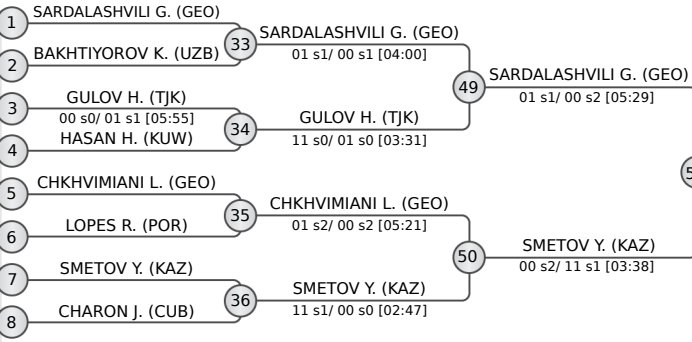 1
SARDALASHVILI G. (GEO)
2
BAKHTIYOROV K. (UZB)
33
SARDALASHVILI G. (GEO)
01 s1/ 00 s1 [04:00]
3
GULOV H. (TJK)
00 s0/ 01 s1 [05:55]
4
HASAN H. (KUW)
34
GULOV H. (TJK)
11 s0/ 01 s0 [03:31]
49
SARDALASHVILI G. (GEO)
01 s1/ 00 s2 [05:29]
5
CHKHVIMIANI L. (GEO)
6
LOPES R. (POR)
35
CHKHVIMIANI L. (GEO)
01 s2/ 00 s2 [05:21]
7
SMETOV Y. (KAZ)
8
CHARON J. (CUB)
36
SMETOV Y. (KAZ)
11 s1/ 00 s0 [02:47]
50
SMETOV Y. (KAZ)
00 s2/ 11 s1 [03:38]